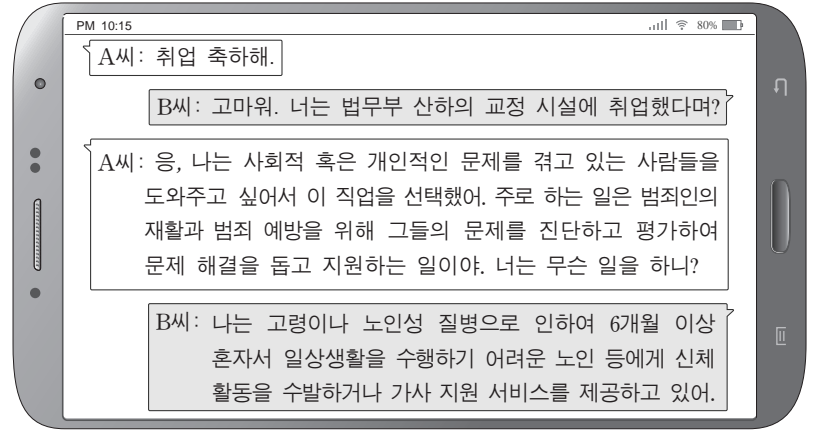 PM 10:15 80%
A씨: 취업 축하해.
B씨: 고마워. 너는 법무부 산하의 교정 시설에 취업했다며?
A씨: 응, 나는 사회적 혹은 개인적인 문제를 겪고 있는 사람들을
도와주고 싶어서 이 직업을 선택했어. 주로 하는 일은 범죄인의
재활과 범죄 예방을 위해 그들의 문제를 진단하고 평가하여
문제 해결을 돕고 지원하는 일이야. 너는 무슨 일을 하니?
B씨: 나는 고령이나 노인성 질병으로 인하여 6개월 이상
혼자서 일상생활을 수행하기 어려운 노인 등에게 신체
활동을 수발하거나 가사 지원 서비스를 제공하고 있어.